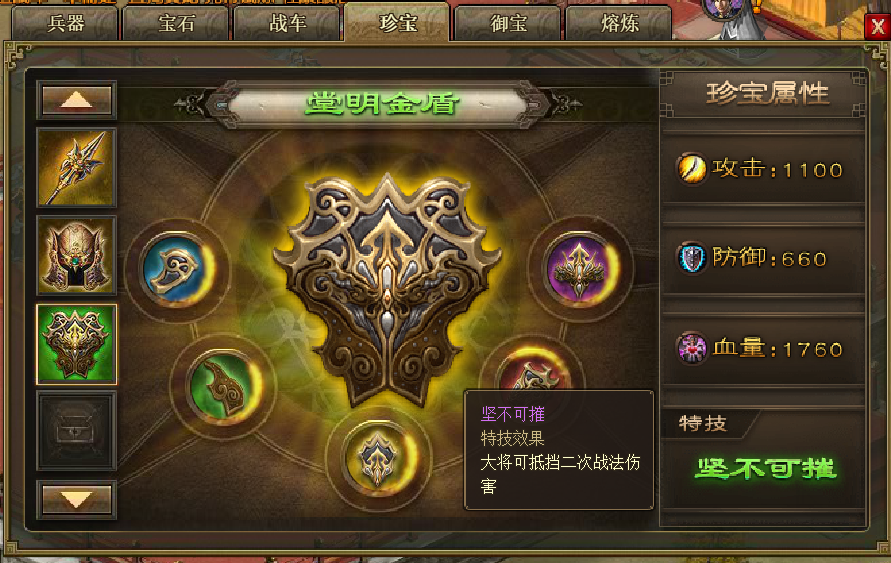 兵器
宝石
战车
珍宝
御宝
熔炼
堂明金盾
珍宝属性
攻击:1100
防御:660
血量:1760
特技
坚不可摧
坚不可摧
特技效果
大将可抵挡二次战法伤
害